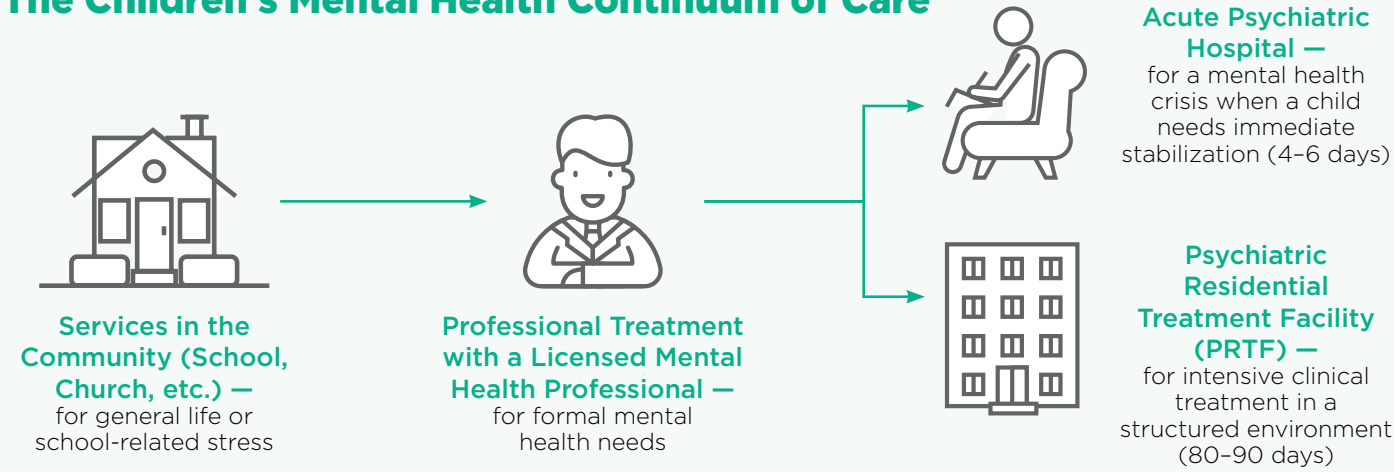 The Children's Mental Health Continuum of Care
Services in the
Community (School,
Church, etc.) —
for general life or
school-related stress
Professional Treatment
with a Licensed Mental
Health Professional —
for formal mental
health needs
Acute Psychiatric
Hospital —
for a mental health
crisis when a child
needs immediate
stabilization (4–6 days)
Psychiatric
Residential
Treatment Facility
(PRTF) —
for intensive clinical
treatment in a
structured environment
(80–90 days)